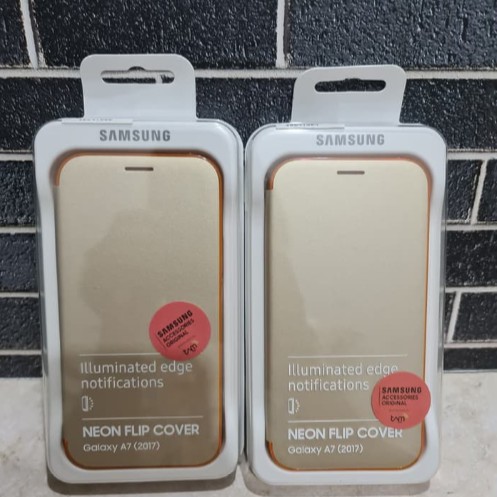 SAMSUNG
SAMSUNG
ACCESSORIES
ORIGINAL
Illuminated edge
notifications
NEON FLIP COVER
Galaxy A7 (2017)
SAMSUNG
Illuminated edge
notifications
SAMSUNG
ACCESSORIES
ORIGINAL
NEON FLIP COVER
Galaxy A7 (2017)